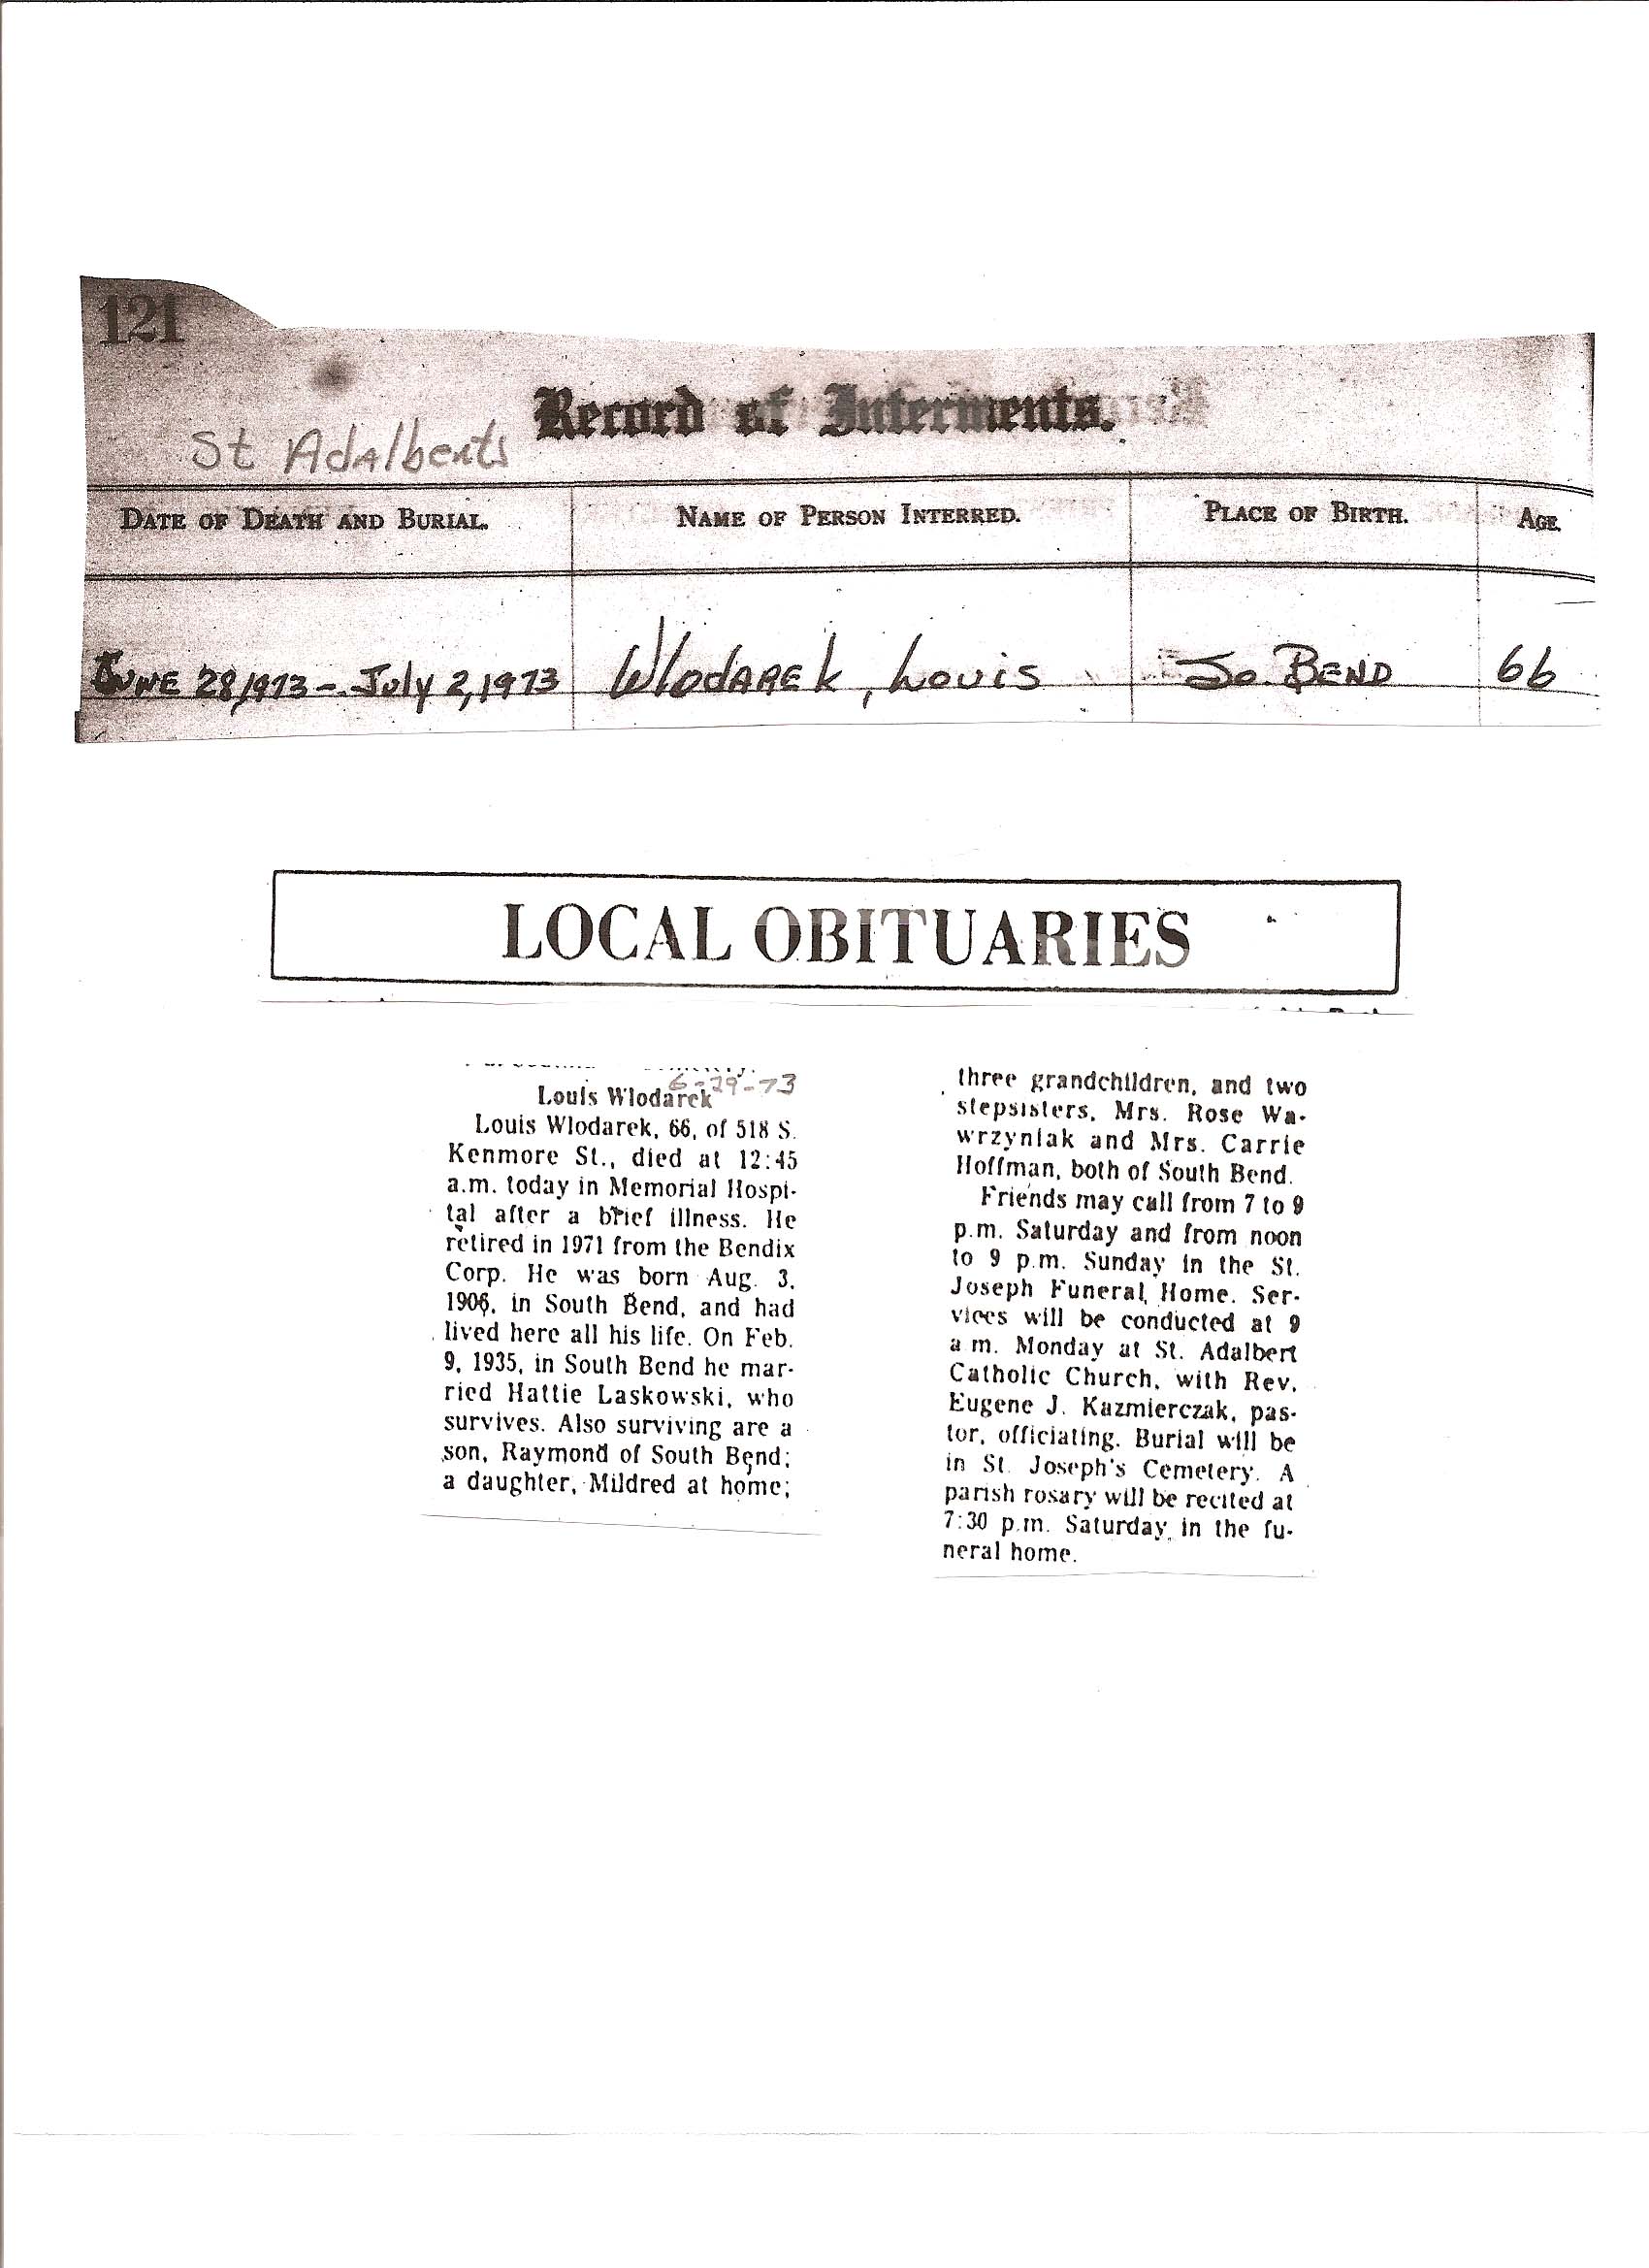 121
Record of Interments.
St Adalberts
DATE OF DEATH AND BURIAL. NAME OF PERSON INTERRED. PLACE OF BIRTH. AGE.
JUNE 28, 1973 - July 2, 1973 Wlodarek, Louis So. BEND 66
LOCAL OBITUARIES
6-29-73
Louis Wlodarek
Louis Wlodarek, 66, of 518 S.
Kenmore St., died at 12:45
a.m. today in Memorial Hospi-
tal after a brief illness. He
retired in 1971 from the Bendix
Corp. He was born Aug. 3,
1906, in South Bend, and had
lived here all his life. On Feb.
9, 1935, in South Bend he mar-
ried Hattie Laskowski, who
survives. Also surviving are a
son, Raymond of South Bend;
a daughter, Mildred at home;
three grandchildren, and two
stepsisters, Mrs. Rose Wa-
wrzyniak and Mrs. Carrie
Hoffman, both of South Bend.
Friends may call from 7 to 9
p.m. Saturday and from noon
to 9 p.m. Sunday in the St.
Joseph Funeral Home. Ser-
vices will be conducted at 9
a.m. Monday at St. Adalbert
Catholic Church, with Rev.
Eugene J. Kazmierczak, pas-
tor, officiating. Burial will be
in St. Joseph's Cemetery. A
parish rosary will be recited at
7:30 p.m. Saturday in the fu-
neral home.